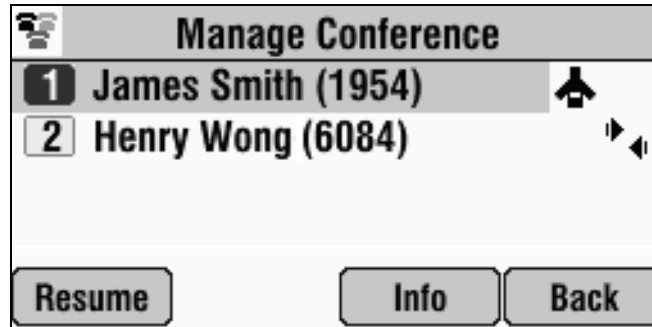 Manage Conference
1 James Smith (1954)
2 Henry Wong (6084)
Resume Info Back